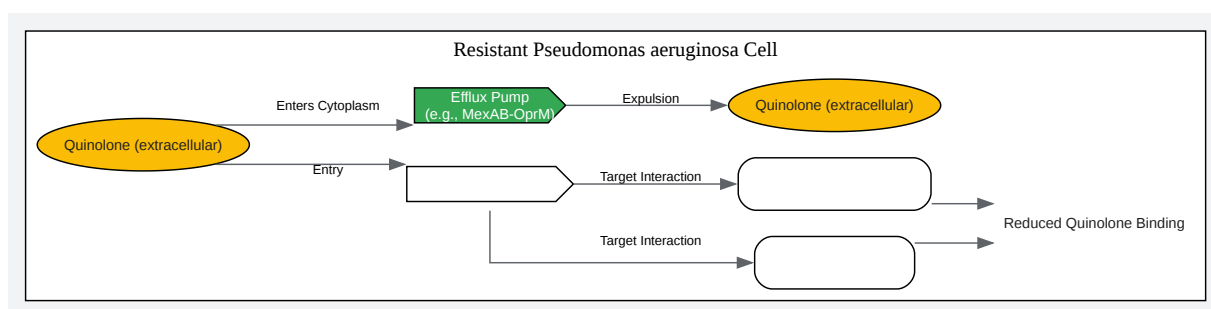 Resistant Pseudomonas aeruginosa Cell
Enters Cytoplasm
Efflux Pump
(e.g., MexAB-OprM)
Expulsion
Quinolone (extracellular)
Quinolone (extracellular)
Entry
Target Interaction
Target Interaction
Reduced Quinolone Binding